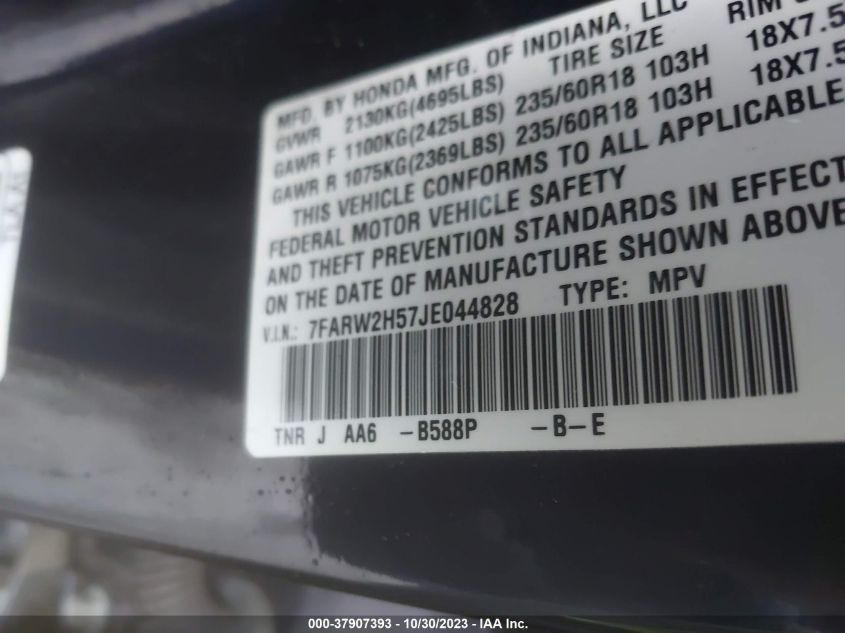 MFD. BY HONDA MFG. OF INDIANA, LLC
TIRE SIZE RIM
GVWR 2130KG(4695LBS)
GAWR F 1100KG(2425LBS) 235/60R18 103H 18X7.5
GAWR R 1075KG(2369LBS) 235/60R18 103H 18X7.5
THIS VEHICLE CONFORMS TO ALL APPLICABLE
FEDERAL MOTOR VEHICLE SAFETY
AND THEFT PREVENTION STANDARDS IN EFFECT
ON THE DATE OF MANUFACTURE SHOWN ABOVE
V.I.N.: 7FARW2H57JE044828 TYPE: MPV
TNR J AA6 -B588P -B-E
000-37907393 - 10/30/2023 - IAA Inc.